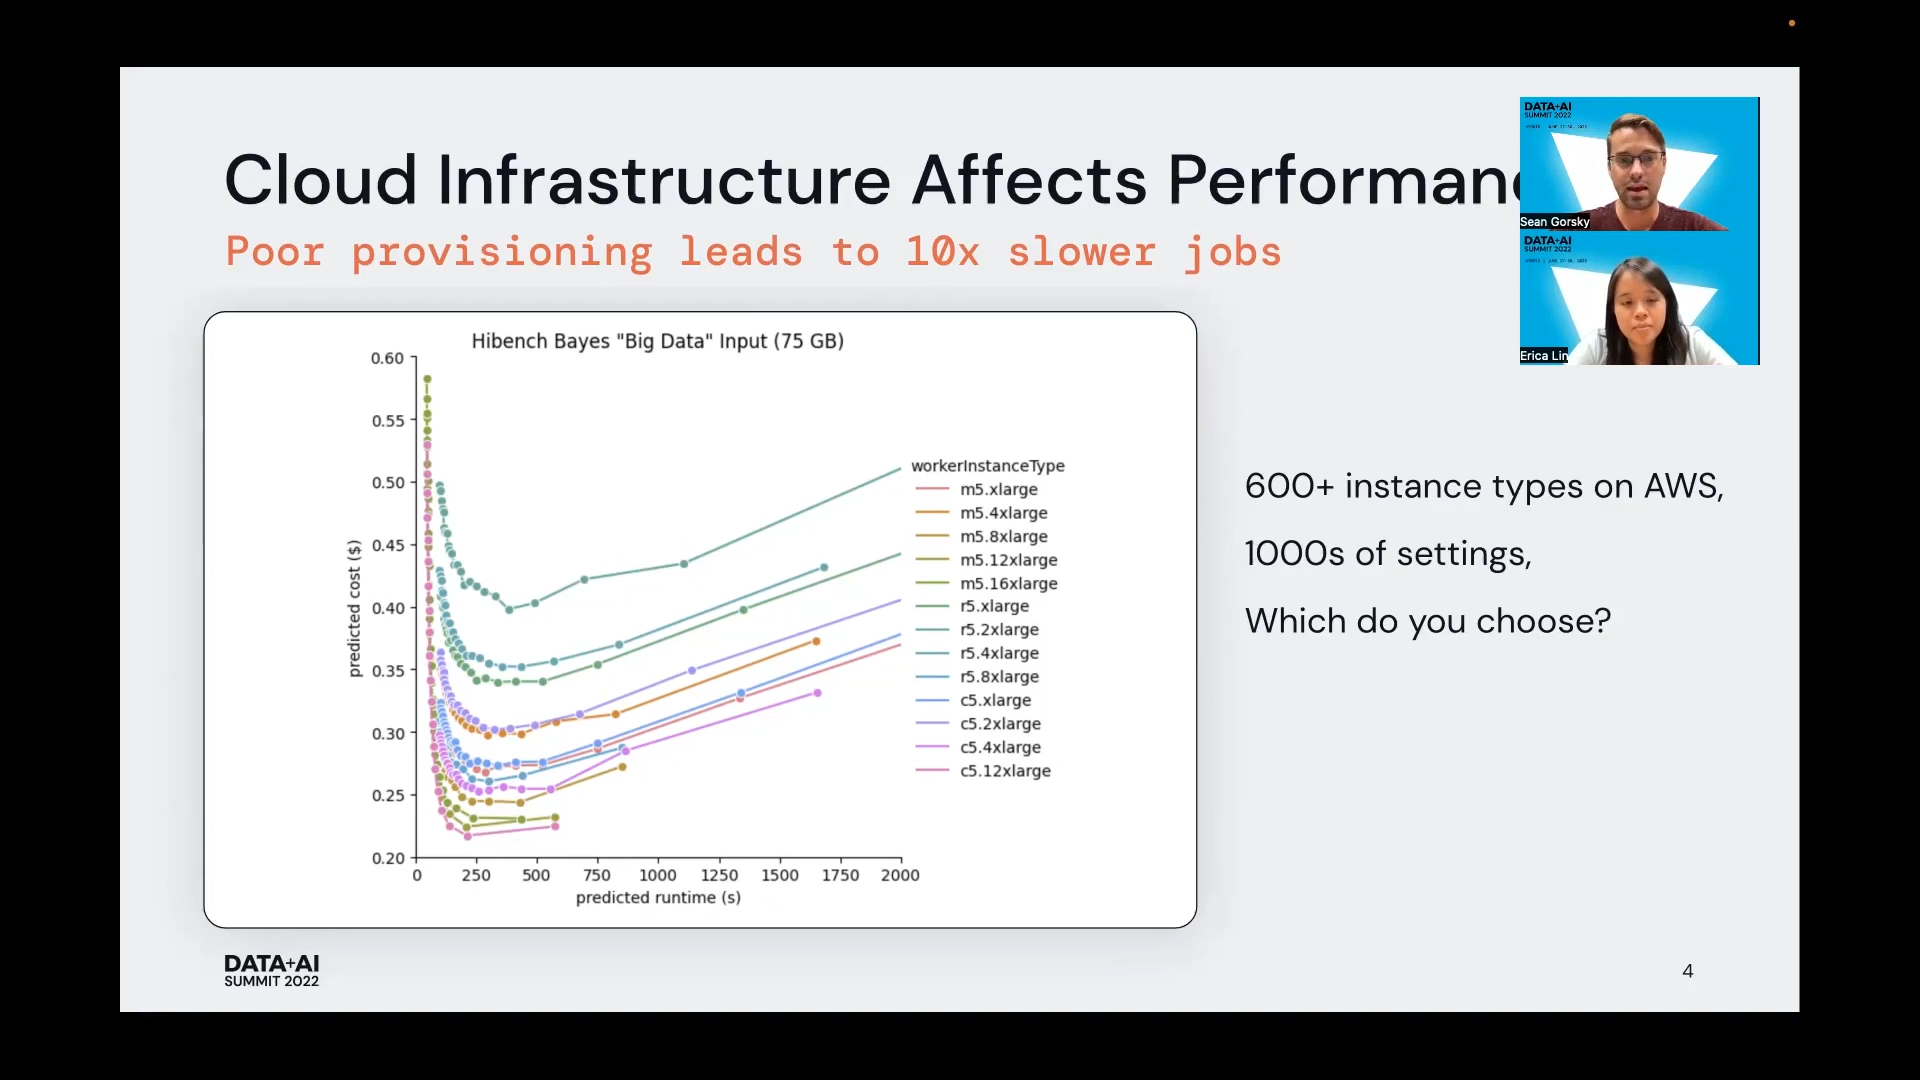 Cloud Infrastructure Affects Performanc
Poor provisioning leads to 10x slower jobs
DATA+AI
SUMMIT 2022
Sean Gorsky
DATA+AI
SUMMIT 2022
Erica Lin
Hibench Bayes "Big Data" Input (75 GB)
predicted cost ($)
0.60
0.55
0.50
0.45
0.40
0.35
0.30
0.25
0.20
0 250 500 750 1000 1250 1500 1750 2000
predicted runtime (s)
workerInstanceType
m5.xlarge
m5.4xlarge
m5.8xlarge
m5.12xlarge
m5.16xlarge
r5.xlarge
r5.2xlarge
r5.4xlarge
r5.8xlarge
c5.xlarge
c5.2xlarge
c5.4xlarge
c5.12xlarge
600+ instance types on AWS,
1000s of settings,
Which do you choose?
DATA+AI
SUMMIT 2022
4